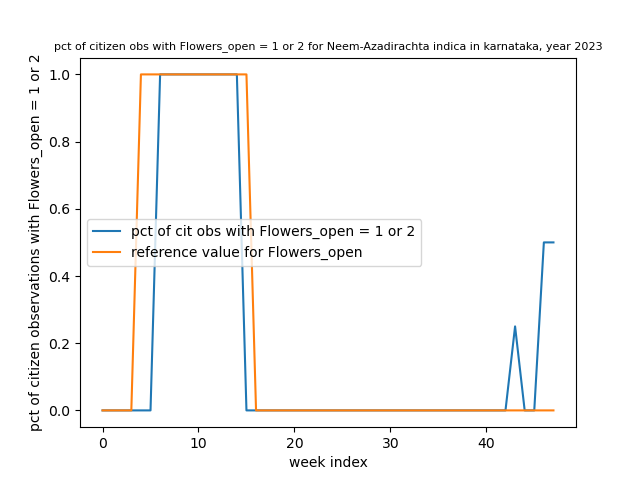 pct of citizen obs with Flowers_open = 1 or 2 for Neem-Azadirachta indica in karnataka, year 2023
pct of citizen observations with Flowers_open = 1 or 2
1.0
0.8
0.6
0.4
0.2
0.0
pct of cit obs with Flowers_open = 1 or 2
reference value for Flowers_open
0 10 20 30 40
week index